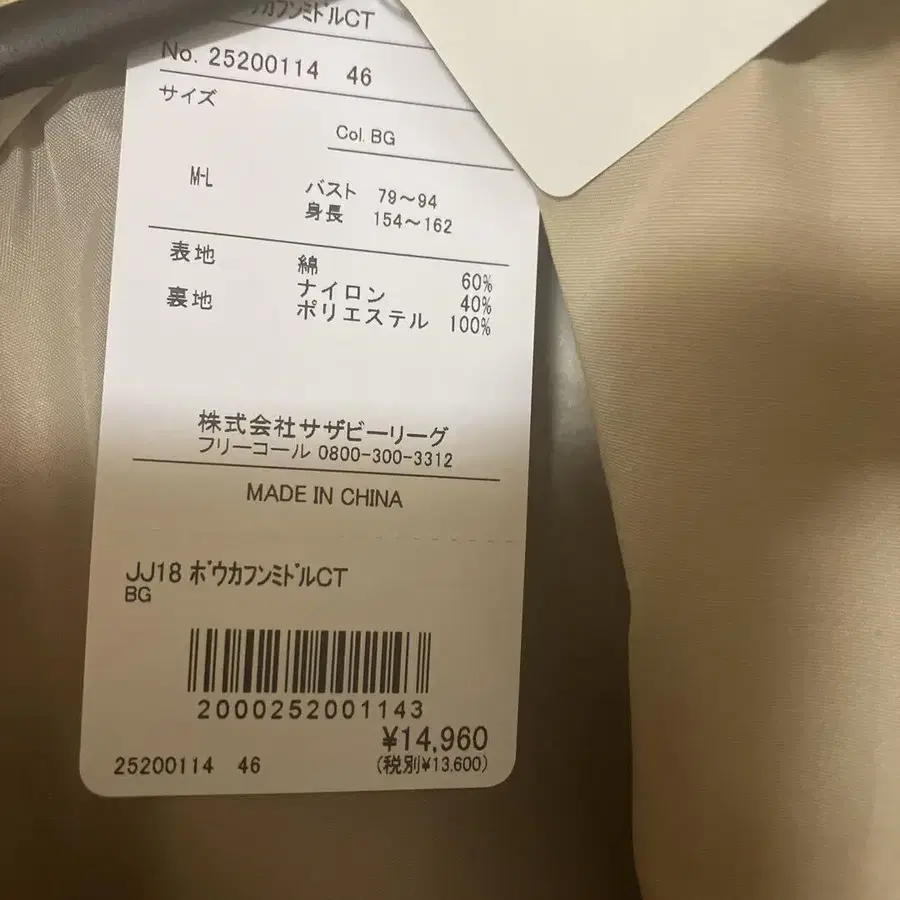 ウカフンミドルCT
No. 25200114 46
サイズ
Col. BG
M-L
バスト 79〜94
身長 154〜162
表地 綿 60%
ナイロン 40%
裏地 ポリエステル 100%
株式会社サザビーリーグ
フリーコール 0800-300-3312
MADE IN CHINA
JJ18 ボウカフンミドルCT
BG
2000252001143
¥14,960
(税別¥13,600)
25200114 46